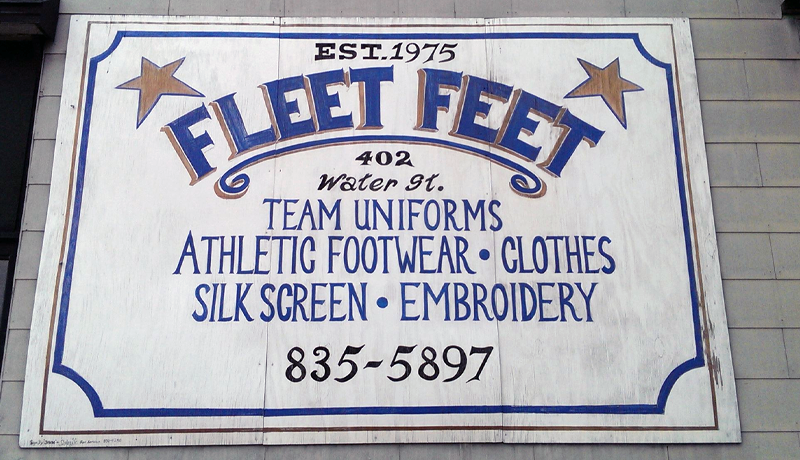 EST. 1975
FLEET FEET
402
Water St.
TEAM UNIFORMS
ATHLETIC FOOTWEAR • CLOTHES
SILK SCREEN • EMBROIDERY
835-5897